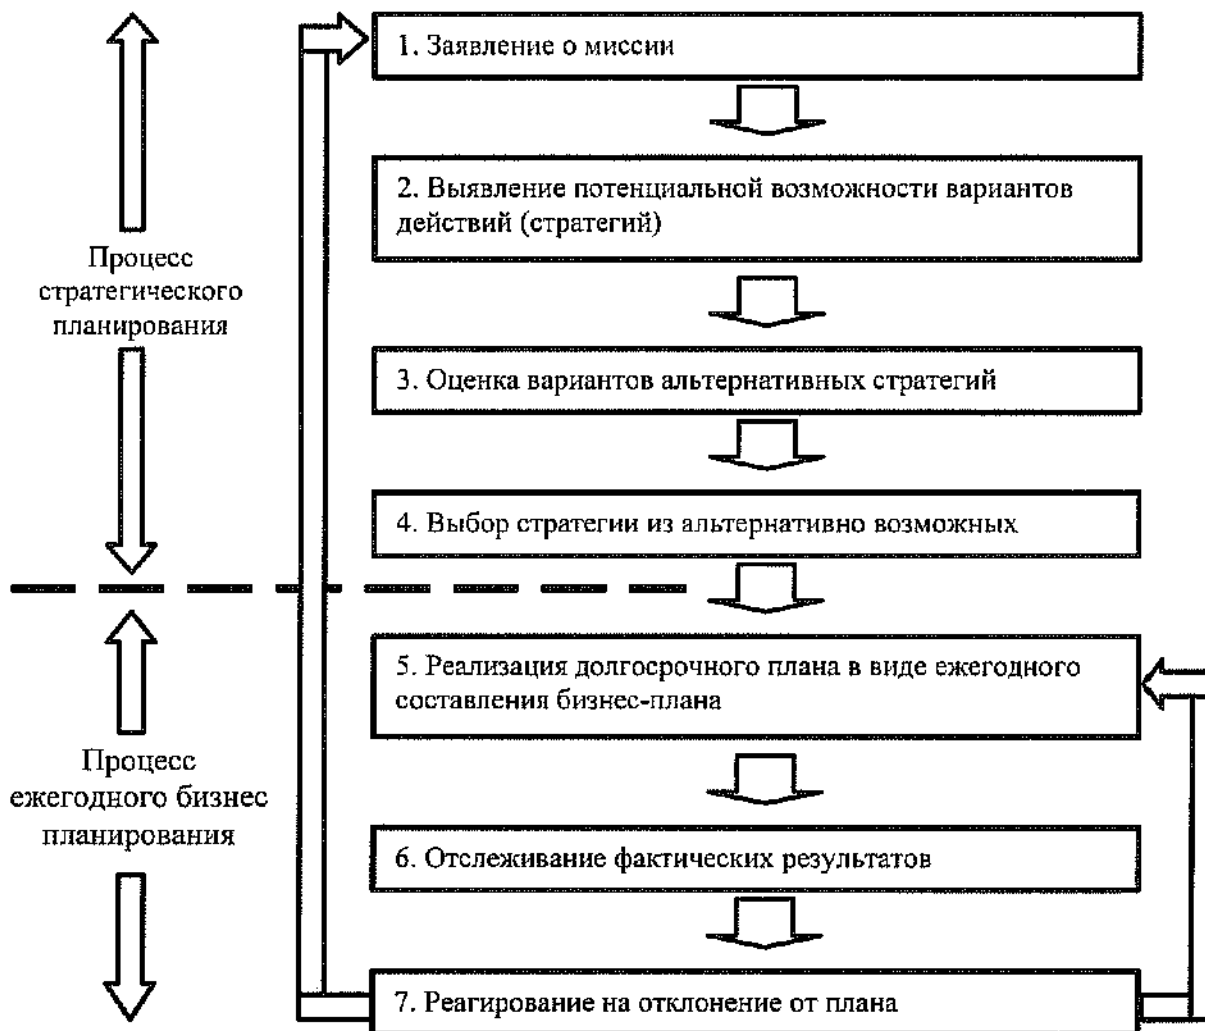 1. Заявление о миссии
2. Выявление потенциальной возможности вариантов
действий (стратегий)
Процесс
стратегического
планирования
3. Оценка вариантов альтернативных стратегий
4. Выбор стратегии из альтернативно возможных
5. Реализация долгосрочного плана в виде ежегодного
составления бизнес-плана
Процесс
ежегодного бизнес
планирования
6. Отслеживание фактических результатов
7. Реагирование на отклонение от плана